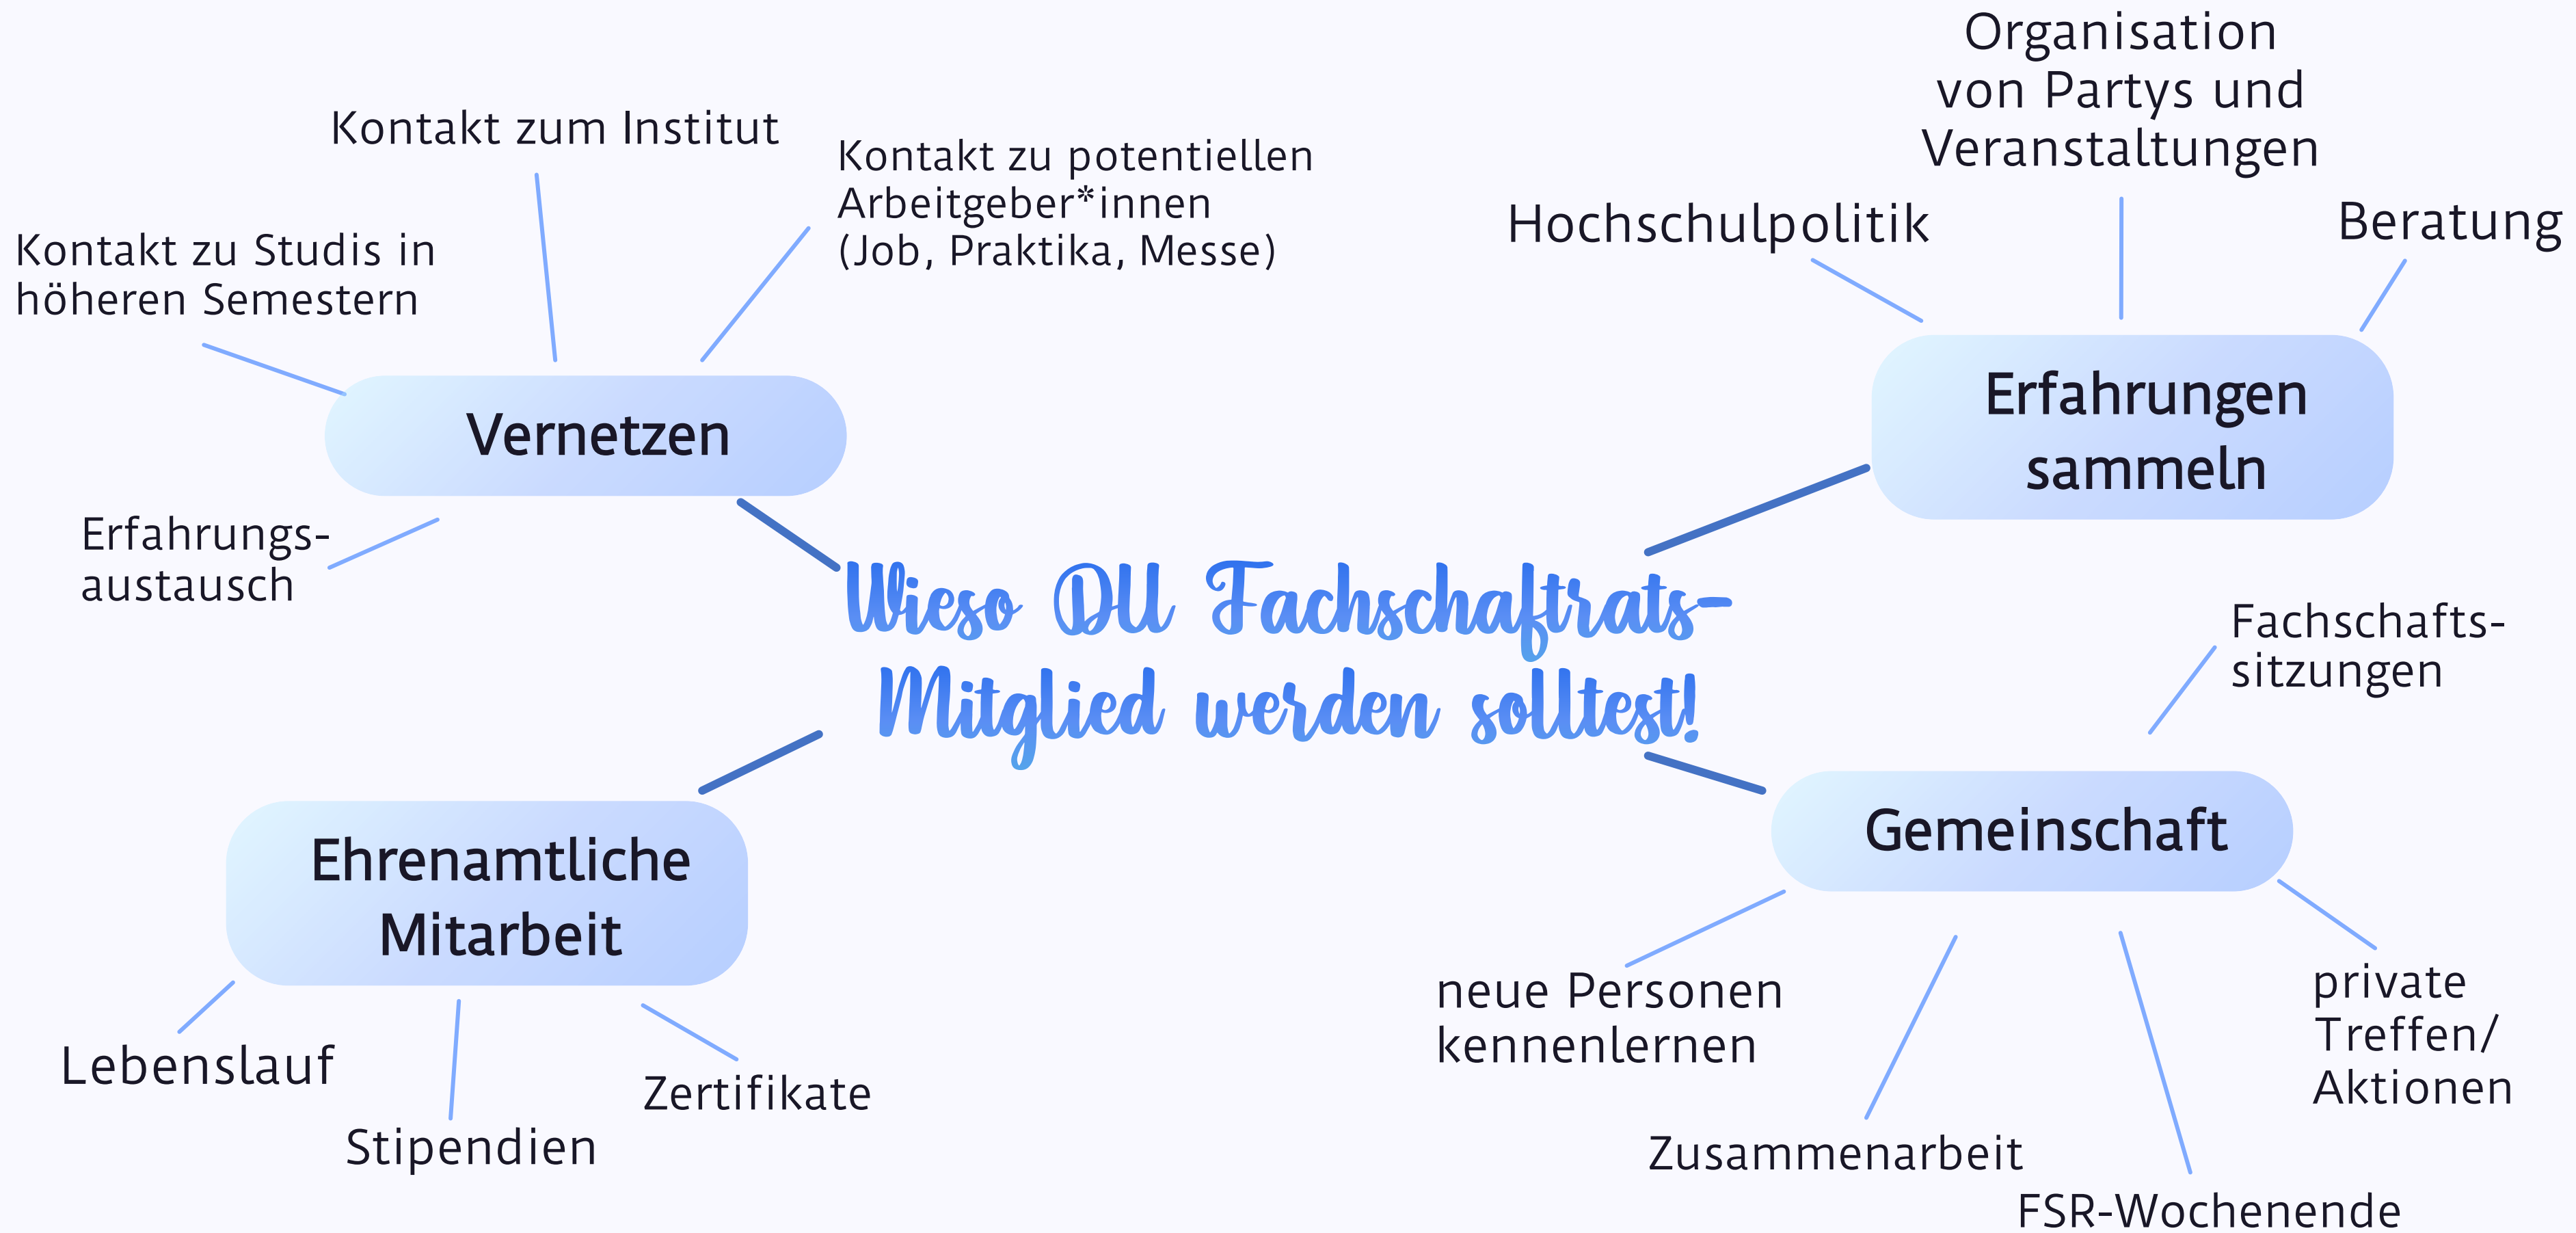 Wieso DU Fachschaftrats-
Mitglied werden solltest!
Vernetzen
Kontakt zu Studis in
höheren Semestern
Kontakt zum Institut
Kontakt zu potentiellen
Arbeitgeber*innen
(Job, Praktika, Messe)
Erfahrungs-
austausch
Erfahrungen
sammeln
Hochschulpolitik
Organisation
von Partys und
Veranstaltungen
Beratung
Ehrenamtliche
Mitarbeit
Lebenslauf
Stipendien
Zertifikate
Gemeinschaft
Fachschafts-
sitzungen
neue Personen
kennenlernen
Zusammenarbeit
FSR-Wochenende
private
Treffen/
Aktionen